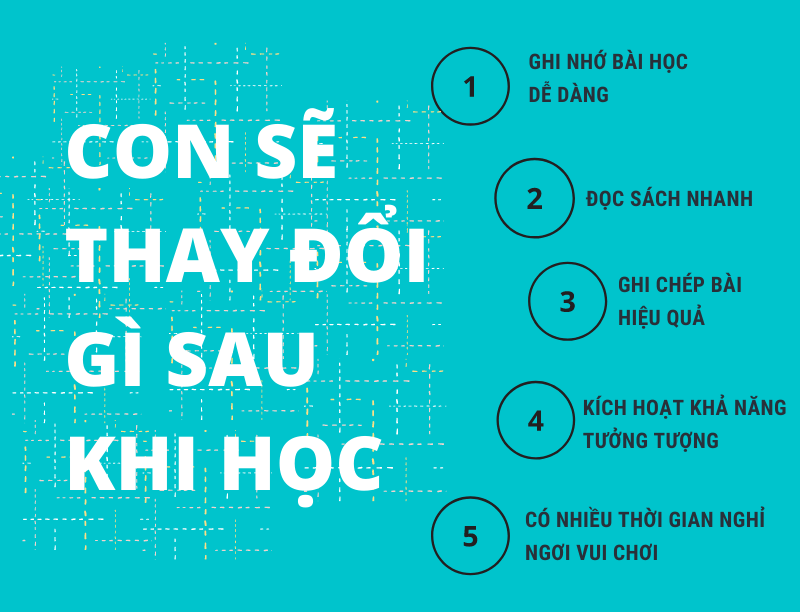 CON SẼ
THAY ĐỔI
GÌ SAU
KHI HỌC
1
GHI NHỚ BÀI HỌC
DỄ DÀNG
2
ĐỌC SÁCH NHANH
3
GHI CHÉP BÀI
HIỆU QUẢ
4
KÍCH HOẠT KHẢ NĂNG
TƯỞNG TƯỢNG
5
CÓ NHIỀU THỜI GIAN NGHỈ
NGƠI VUI CHƠI